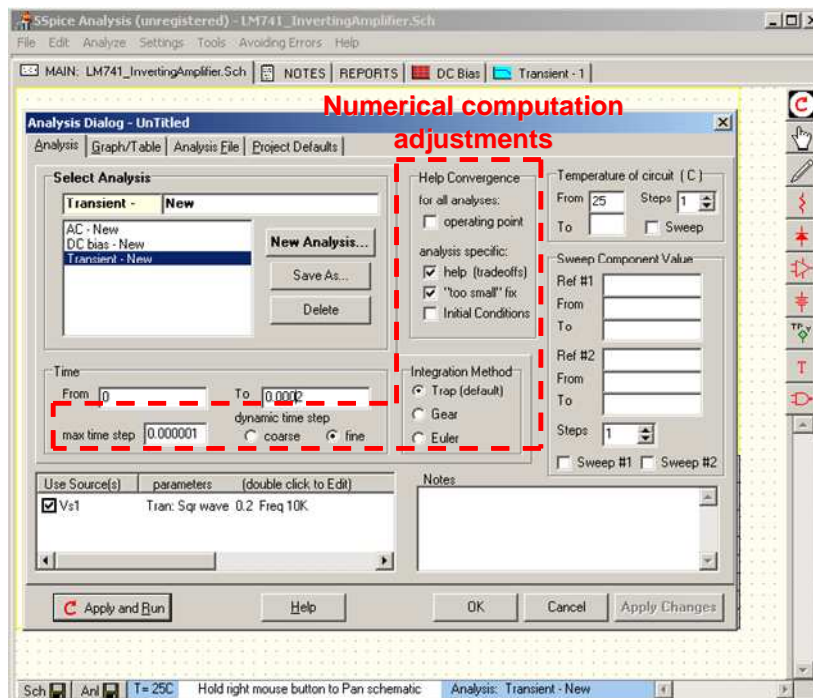 SSpice Analysis (unregistered) - LM741_InvertingAmplifier.Sch
File Edit Analyze Settings Tools Avoiding Errors Help
MAIN: LM741_InvertingAmplifier.Sch NOTES REPORTS DC Bias Transient - 1
Numerical computation
adjustments
Analysis Dialog - UnTitled
Analysis Graph/Table Analysis File Project Defaults
Select Analysis
Transient - New
AC - New
DC bias - New
Transient - New
New Analysis...
Save As...
Delete
Help Convergence
for all analyses:
operating point
analysis specific:
help (tradeoffs)
"too small" fix
Initial Conditions
Temperature of circuit ( C )
From 25 Steps 1
To Sweep
Sweep Component Value
Ref #1
From
To
Ref #2
From
To
Steps 1
Sweep #1 Sweep #2
Time
From 0 To 0.0002
dynamic time step
max time step 0.000001 coarse fine
Integration Method
Trap (default)
Gear
Euler
Use Source(s) parameters (double click to Edit)
Vs1 Tran: Sqr wave 0.2 Freq 10K
Notes
Apply and Run Help OK Cancel Apply Changes
Sch Anl T= 25C Hold right mouse button to Pan schematic Analysis: Transient - New
TP
V
T